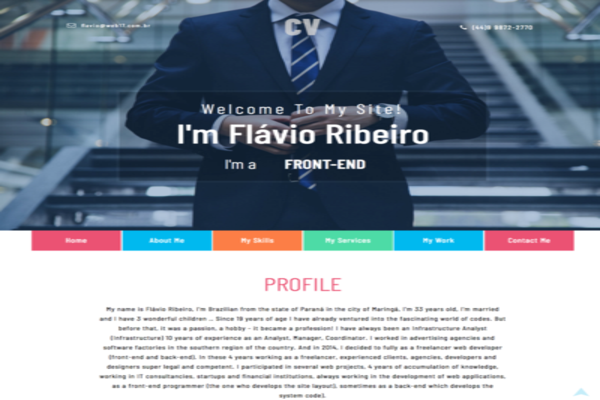 CV
flavio@web11.com.br
(44)9 8872-2770
Welcome To My Site!
I'm Flávio Ribeiro
I'm a FRONT-END
Home About Me My Skills My Services My Work Contact Me
PROFILE
My name is Flávio Ribeiro, I'm Brazilian from the state of Paraná in the city of Maringá, I'm 33 years old, I'm married
and I have 3 wonderful children ... Since 19 years of age I have already ventured into the fascinating world of codes. But
before that, it was a passion, a hobby - it became a profession! I have always been an Infrastructure Analyst
(Infrastructure) 10 years of experience as an Analyst, Manager, Coordinator. I worked in advertising agencies and
software factories in the southern region of the country. And in 2014, I decided to fully as a freelancer web developer
(front-end and back-end). In these 4 years working as a freelancer, experienced clients, agencies, developers and
designers super legal and competent. I participated in several web projects, 4 years of accumulation of knowledge,
working in IT consultancies, startups and financial institutions, always working in the development of web applications,
as a front-end programmer (the one who develops the site layout), sometimes as a back-end which develops the
system code).